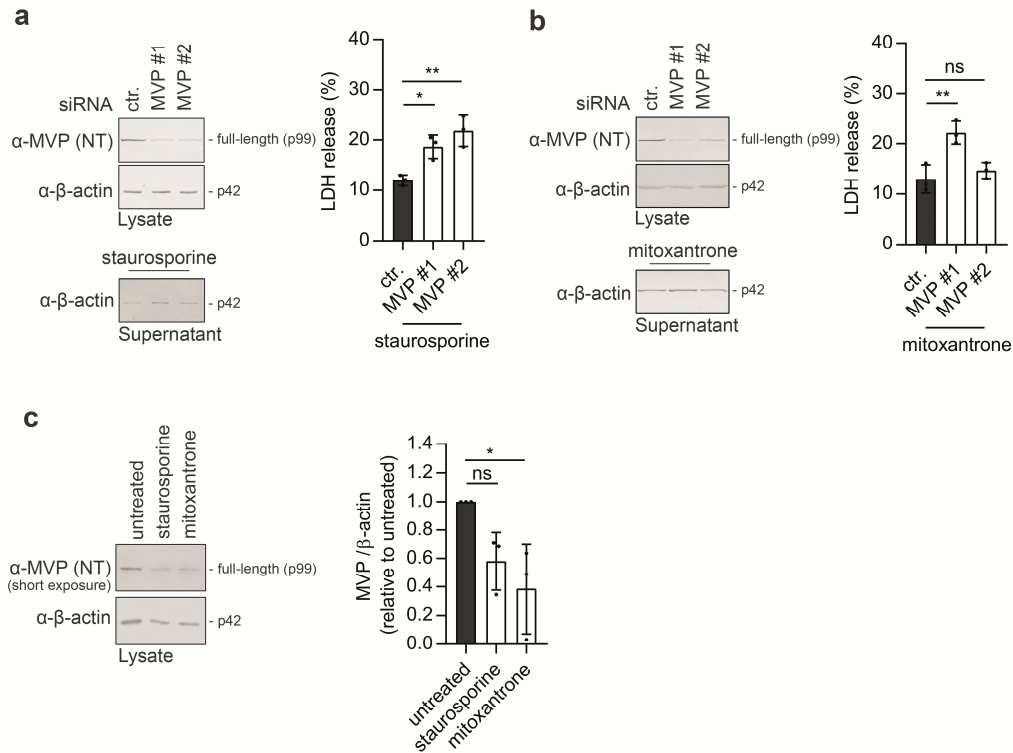 a
siRNA
ctr.
MVP #1
MVP #2
α-MVP (NT)
- full-length (p99)
α-β-actin
- p42
Lysate
staurosporine
α-β-actin
- p42
Supernatant
LDH release (%)
40
30
20
10
0
**
*
ctr.
MVP #1
MVP #2
staurosporine
b
siRNA
ctr.
MVP #1
MVP #2
α-MVP (NT)
- full-length (p99)
α-β-actin
- p42
Lysate
mitoxantrone
α-β-actin
- p42
Supernatant
LDH release (%)
40
30
20
10
0
ns
**
ctr.
MVP #1
MVP #2
mitoxantrone
c
untreated
staurosporine
mitoxantrone
α-MVP (NT)
(short exposure)
- full-length (p99)
α-β-actin
- p42
Lysate
MVP /β-actin
(relative to untreated)
1.4
1.2
1.0
0.8
0.6
0.4
0.2
0.0
*
ns
untreated
staurosporine
mitoxantrone